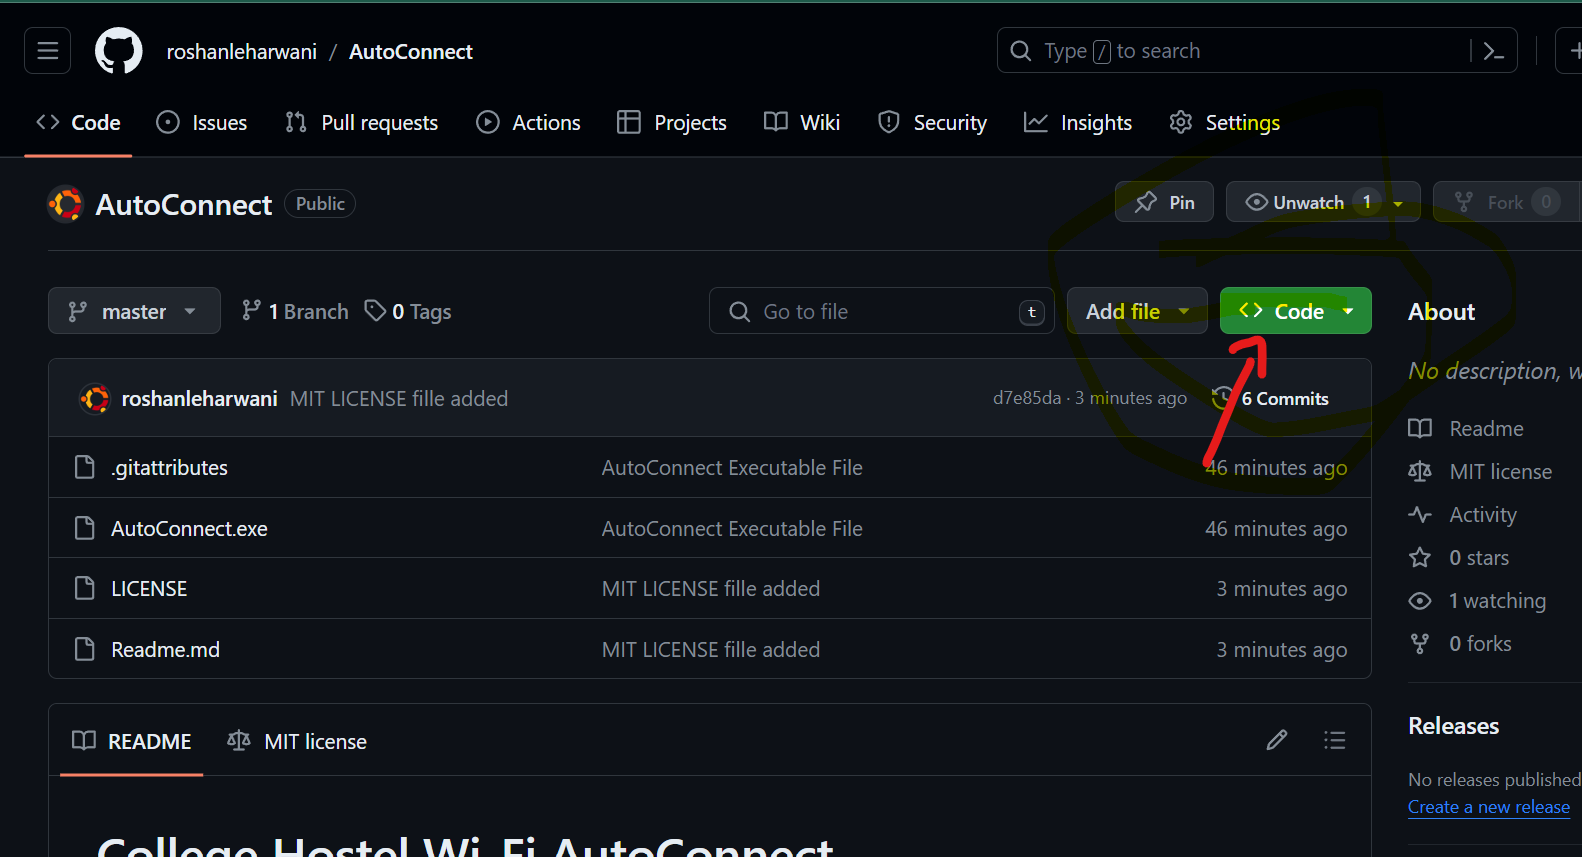 roshanleharwani / AutoConnect
Type / to search
Code Issues Pull requests Actions Projects Wiki Security Insights Settings
AutoConnect Public
Pin Unwatch 1 Fork 0
master 1 Branch 0 Tags
Go to file t
Add file Code
roshanleharwani MIT LICENSE fille added d7e85da · 3 minutes ago 6 Commits
.gitattributes AutoConnect Executable File 46 minutes ago
AutoConnect.exe AutoConnect Executable File 46 minutes ago
LICENSE MIT LICENSE fille added 3 minutes ago
Readme.md MIT LICENSE fille added 3 minutes ago
README MIT license
College Hostel Wi-Fi AutoConnect
About
No description, w
Readme
MIT license
Activity
0 stars
1 watching
0 forks
Releases
No releases published
Create a new release